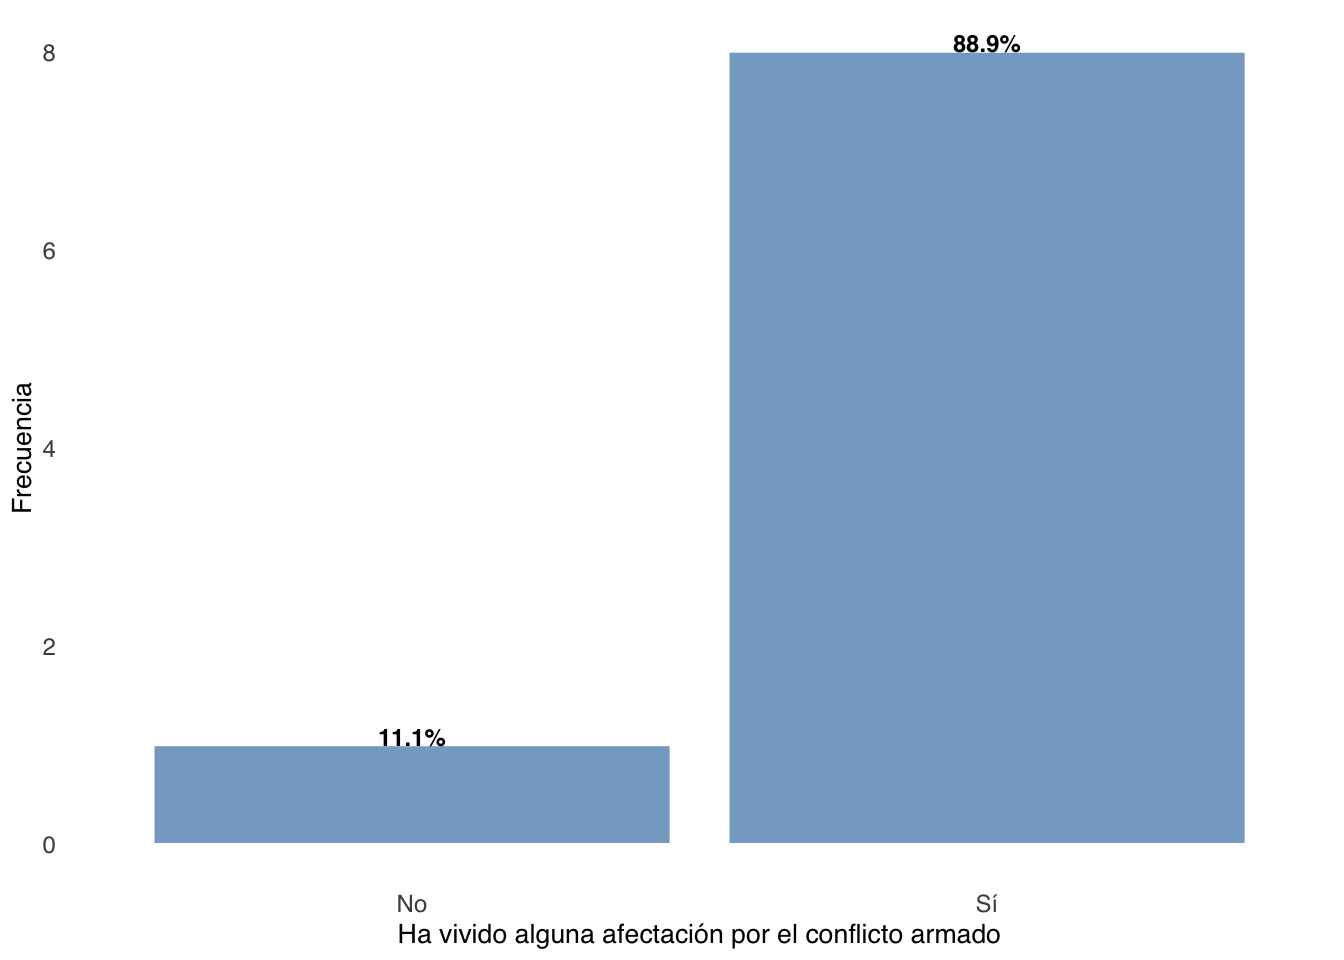 8
88.9%
6
Frecuencia
4
2
11.1%
0
No
Sí
Ha vivido alguna afectación por el conflicto armado